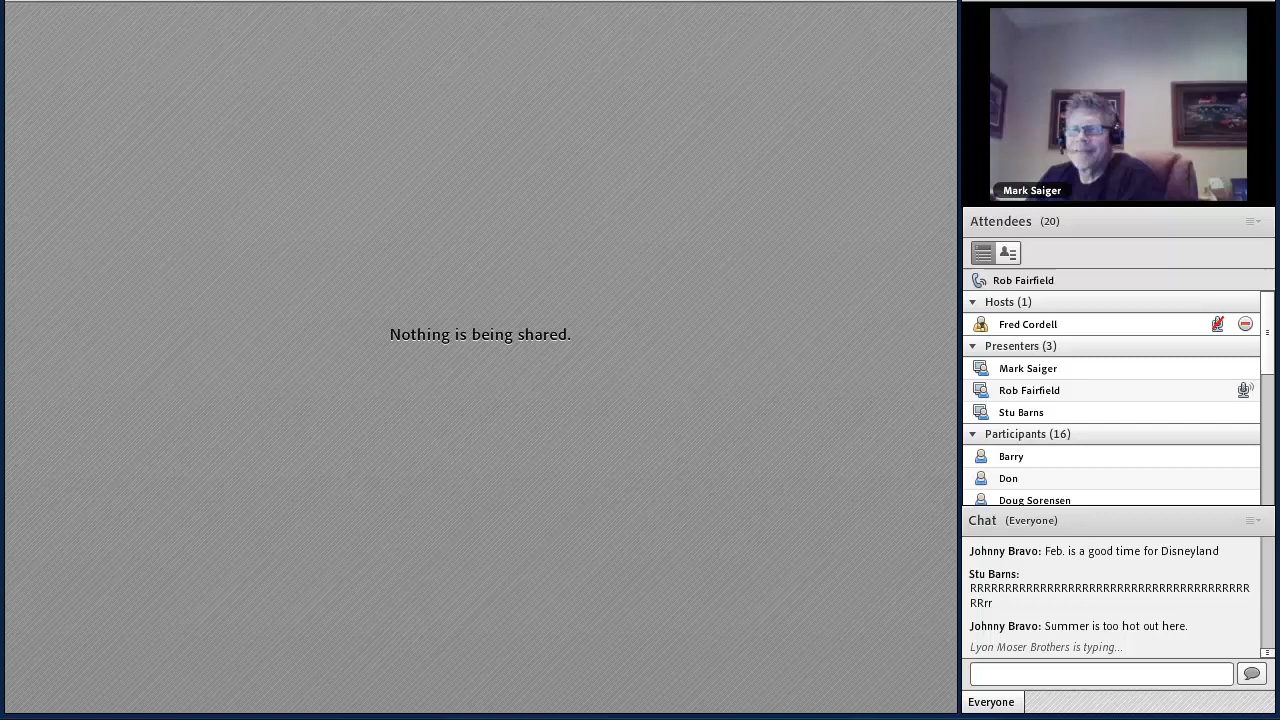 Nothing is being shared.
Mark Saiger
Attendees (20)
Rob Fairfield
Hosts (1)
Fred Cordell
Presenters (3)
Mark Saiger
Rob Fairfield
Stu Barns
Participants (16)
Barry
Don
Doug Sorensen
Chat (Everyone)
Johnny Bravo: Feb. is a good time for Disneyland
Stu Barns:
RRRRRRRRRRRRRRRRRRRRRRRRRRRRRRRRRRRRRRRR
RRrr
Johnny Bravo: Summer is too hot out here.
Lyon Moser Brothers is typing...
Everyone